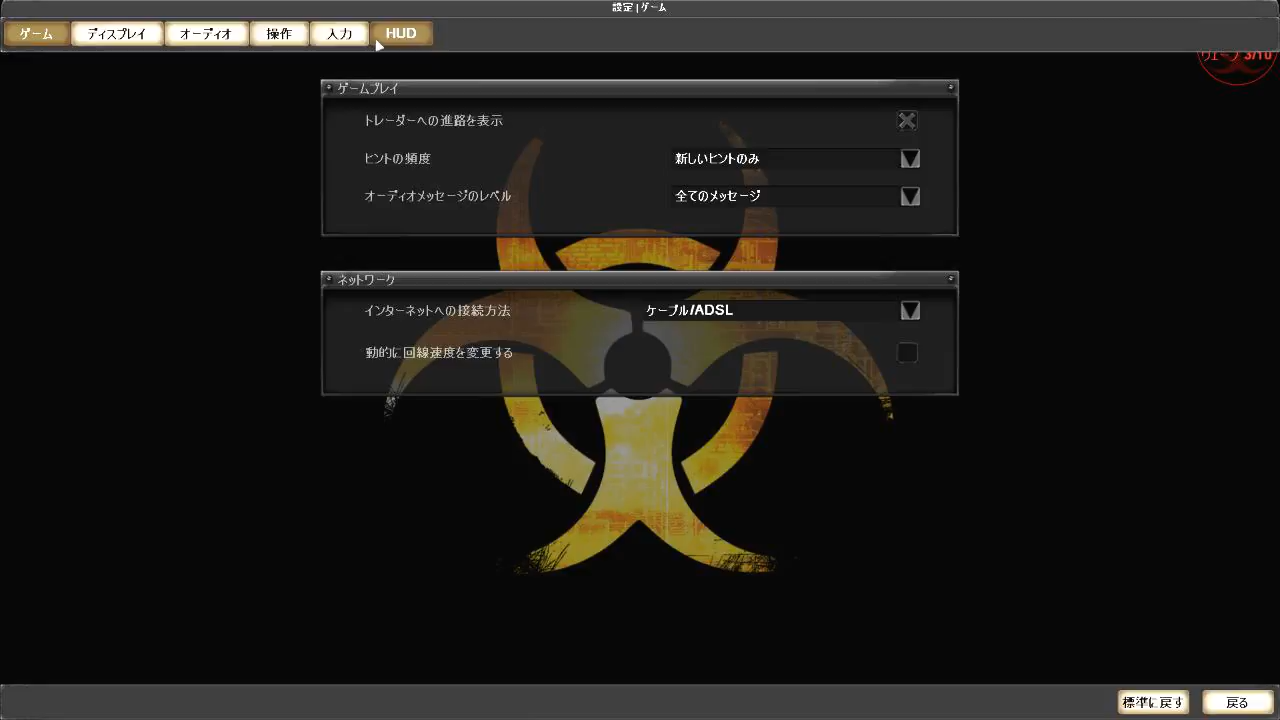 設定 | ゲーム
ゲーム ディスプレイ オーディオ 操作 入力 HUD
ウェーブ 3/10
ゲームプレイ
トレーダーへの進路を表示
ヒントの頻度 新しいヒントのみ
オーディオメッセージのレベル 全てのメッセージ
ネットワーク
インターネットへの接続方法 ケーブル/ADSL
動的に回線速度を変更する
標準に戻す 戻る